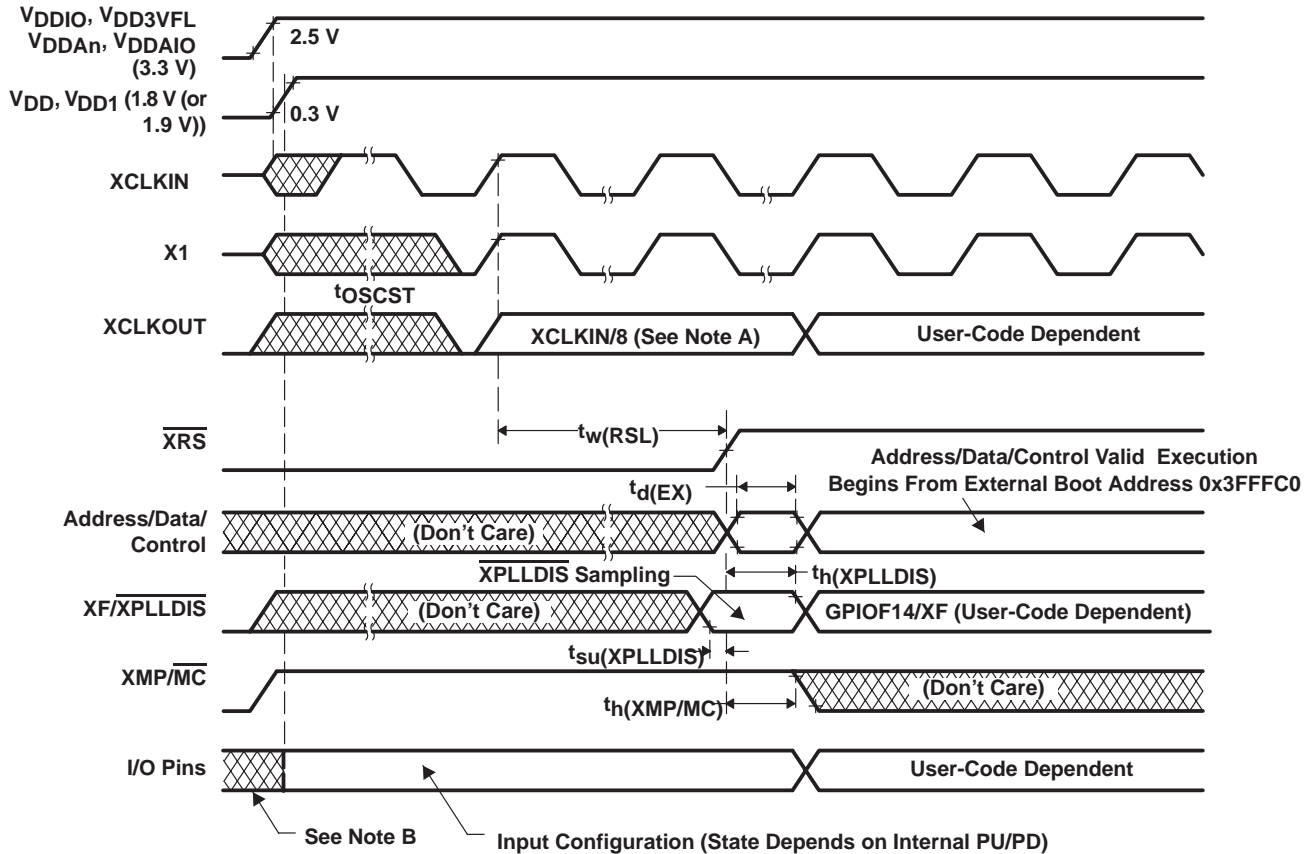 VDDIO, VDD3VFL
VDDAn, VDDAIO
(3.3 V)
2.5 V
VDD, VDD1 (1.8 V (or
1.9 V))
0.3 V
XCLKIN
X1
tOSCST
XCLKOUT
XCLKIN/8 (See Note A)
User-Code Dependent
XRS
tw(RSL)
Address/Data/Control Valid Execution
Begins From External Boot Address 0x3FFFC0
td(EX)
Address/Data/
Control
(Don't Care)
XPLLDIS Sampling
th(XPLLDIS)
XF/XPLLDIS
(Don't Care)
GPIOF14/XF (User-Code Dependent)
tsu(XPLLDIS)
XMP/MC
(Don't Care)
th(XMP/MC)
I/O Pins
User-Code Dependent
See Note B
Input Configuration (State Depends on Internal PU/PD)